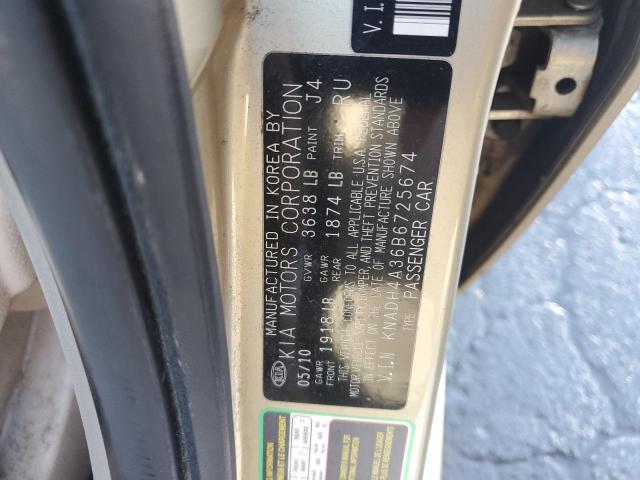 V.I.
MANUFACTURED IN KOREA BY
KIA MOTORS CORPORATION
KIA 05/10 GVWR 3638 LB PAINT J4
GAWR FRONT 1918 LB GAWR REAR 1874 LB TRIM RU
THIS VEHICLE CONFORMS TO ALL APPLICABLE U.S.A. FEDERAL
MOTOR VEHICLE SAFETY BUMPER AND THEFT PREVENTION STANDARDS
IN EFFECT ON THE DATE OF MANUFACTURE SHOWN ABOVE
V.I.N KNADH4A36B6725674
TYPE PASSENGER CAR